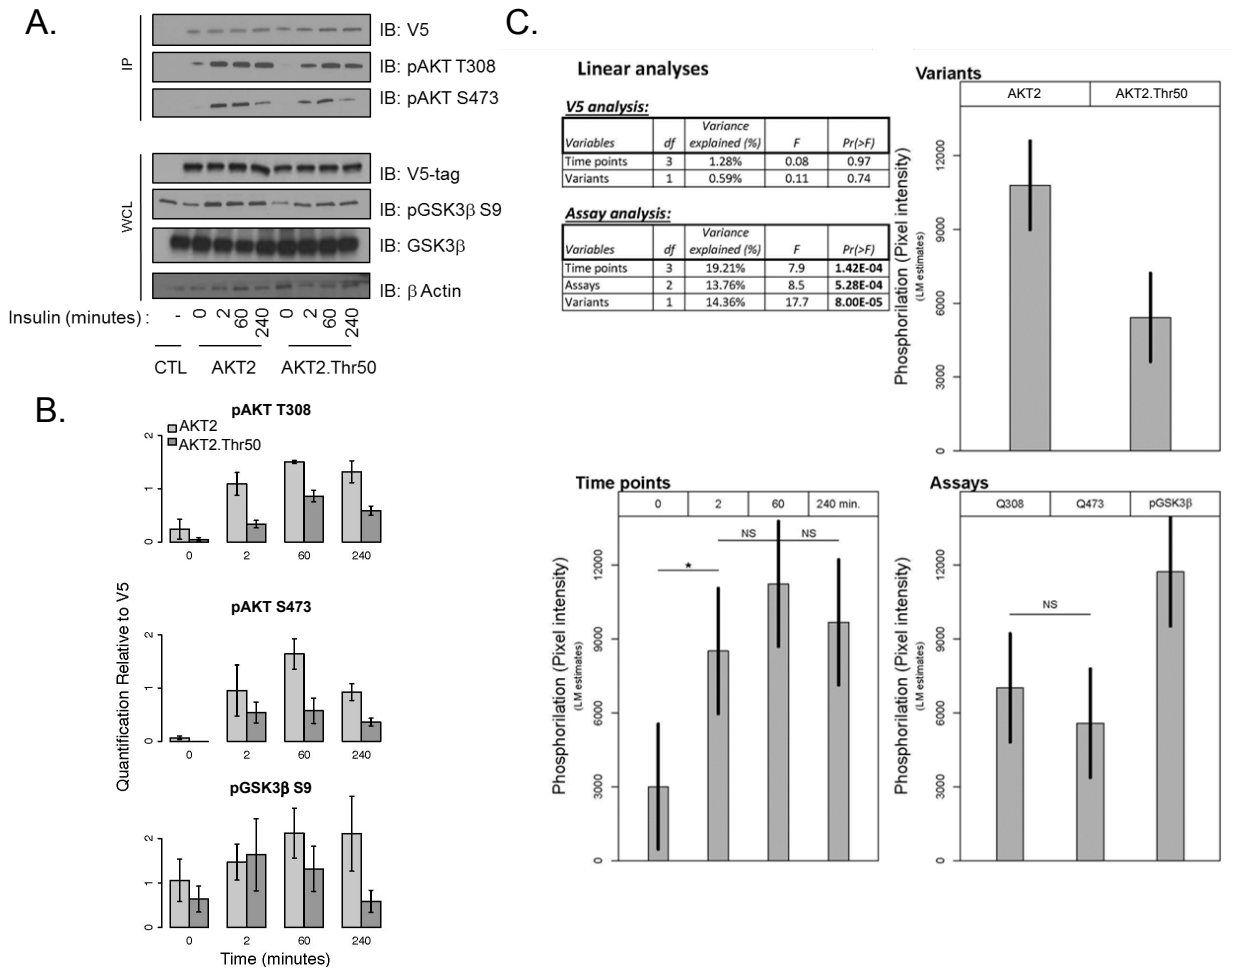 A.
IP
IB: V5
IB: pAKT T308
IB: pAKT S473
WCL
IB: V5-tag
IB: pGSK3β S9
IB: GSK3β
IB: β Actin
Insulin (minutes) : - 0 2 60 240 0 2 60 240
CTL AKT2 AKT2.Thr50
B.
Quantification Relative to V5
pAKT T308
AKT2
AKT2.Thr50
2
1
0
0 2 60 240
pAKT S473
2
1
0
0 2 60 240
pGSK3β S9
2
1
0
0 2 60 240
Time (minutes)
C.
Linear analyses
V5 analysis:
Variance
Variables df explained (%) F Pr(>F)
Time points 3 1.28% 0.08 0.97
Variants 1 0.59% 0.11 0.74
Assay analysis:
Variance
Variables df explained (%) F Pr(>F)
Time points 3 19.21% 7.9 1.42E-04
Assays 2 13.76% 8.5 5.28E-04
Variants 1 14.36% 17.7 8.00E-05
Variants
AKT2 AKT2.Thr50
Phosphorilation (Pixel intensity)
(LM estimates)
12000
9000
6000
3000
0
Time points
0 2 60 240 min.
Phosphorilation (Pixel intensity)
(LM estimates)
12000
9000
6000
3000
0
*
NS NS
Assays
Q308 Q473 pGSK3β
Phosphorilation (Pixel intensity)
(LM estimates)
12000
9000
6000
3000
0
NS